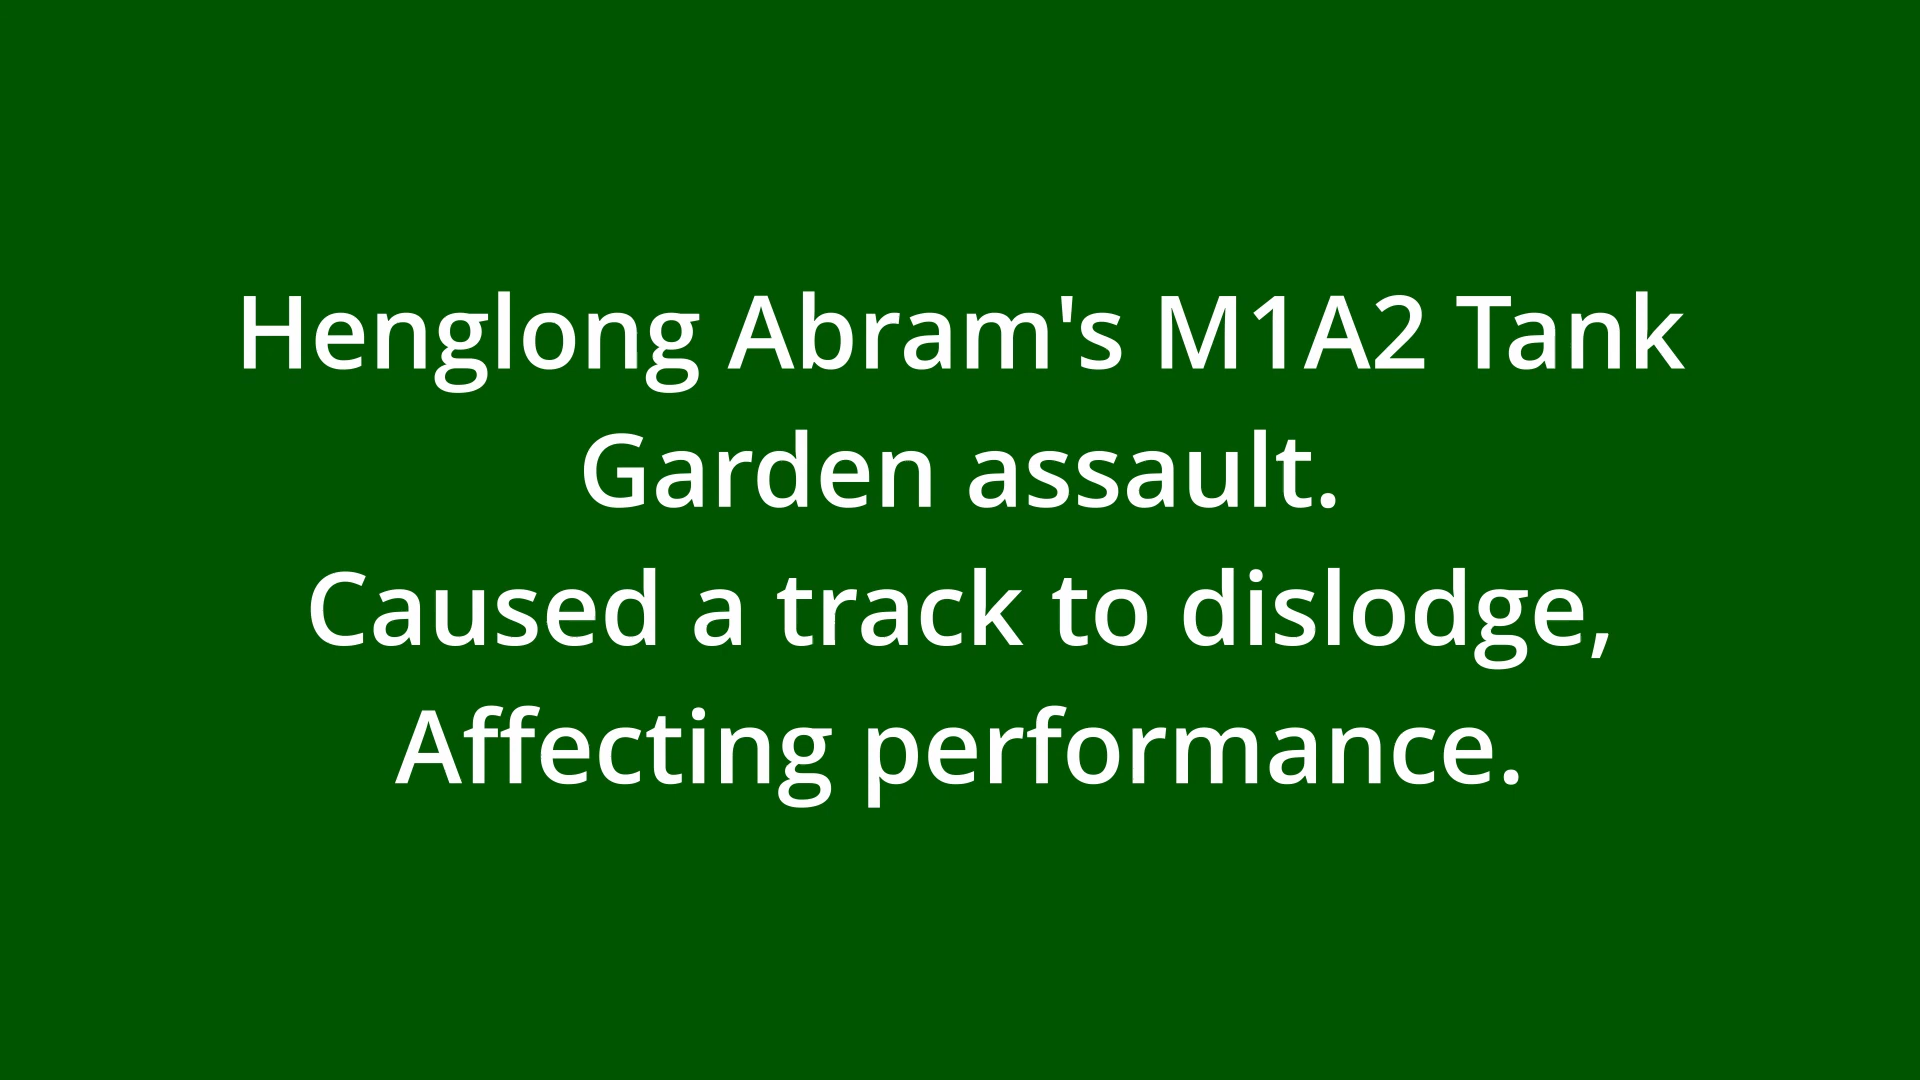 Henglong Abram's M1A2 Tank
Garden assault.
Caused a track to dislodge,
Affecting performance.